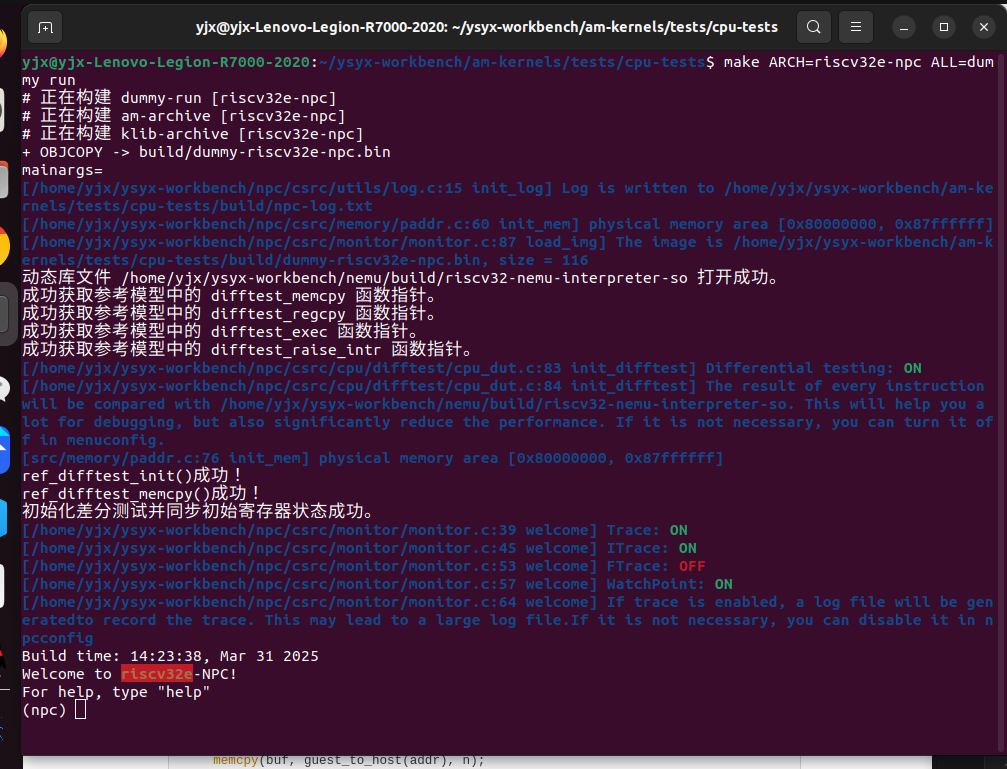 yjx@yjx-Lenovo-Legion-R7000-2020: ~/ysyx-workbench/am-kernels/tests/cpu-tests
yjx@yjx-Lenovo-Legion-R7000-2020:~/ysyx-workbench/am-kernels/tests/cpu-tests$ make ARCH=riscv32e-npc ALL=dum
my run
# 正在构建 dummy-run [riscv32e-npc]
# 正在构建 am-archive [riscv32e-npc]
# 正在构建 klib-archive [riscv32e-npc]
+ OBJCOPY -> build/dummy-riscv32e-npc.bin
mainargs=
[/home/yjx/ysyx-workbench/npc/csrc/utils/log.c:15 init_log] Log is written to /home/yjx/ysyx-workbench/am-ke
rnels/tests/cpu-tests/build/npc-log.txt
[/home/yjx/ysyx-workbench/npc/csrc/memory/paddr.c:60 init_mem] physical memory area [0x80000000, 0x87ffffff]
[/home/yjx/ysyx-workbench/npc/csrc/monitor/monitor.c:87 load_img] The image is /home/yjx/ysyx-workbench/am-k
ernels/tests/cpu-tests/build/dummy-riscv32e-npc.bin, size = 116
动态库文件 /home/yjx/ysyx-workbench/nemu/build/riscv32-nemu-interpreter-so 打开成功。
成功获取参考模型中的 difftest_memcpy 函数指针。
成功获取参考模型中的 difftest_regcpy 函数指针。
成功获取参考模型中的 difftest_exec 函数指针。
成功获取参考模型中的 difftest_raise_intr 函数指针。
[/home/yjx/ysyx-workbench/npc/csrc/cpu/difftest/cpu_dut.c:83 init_difftest] Differential testing: ON
[/home/yjx/ysyx-workbench/npc/csrc/cpu/difftest/cpu_dut.c:84 init_difftest] The result of every instruction
will be compared with /home/yjx/ysyx-workbench/nemu/build/riscv32-nemu-interpreter-so. This will help you a
lot for debugging, but also significantly reduce the performance. If it is not necessary, you can turn it of
f in menuconfig.
[src/memory/paddr.c:76 init_mem] physical memory area [0x80000000, 0x87ffffff]
ref_difftest_init()成功！
ref_difftest_memcpy()成功！
初始化差分测试并同步初始寄存器状态成功。
[/home/yjx/ysyx-workbench/npc/csrc/monitor/monitor.c:39 welcome] Trace: ON
[/home/yjx/ysyx-workbench/npc/csrc/monitor/monitor.c:45 welcome] ITrace: ON
[/home/yjx/ysyx-workbench/npc/csrc/monitor/monitor.c:53 welcome] FTrace: OFF
[/home/yjx/ysyx-workbench/npc/csrc/monitor/monitor.c:57 welcome] WatchPoint: ON
[/home/yjx/ysyx-workbench/npc/csrc/monitor/monitor.c:64 welcome] If trace is enabled, a log file will be gen
eratedto record the trace. This may lead to a large log file.If it is not necessary, you can disable it in n
pcconfig
Build time: 14:23:38, Mar 31 2025
Welcome to riscv32e-NPC!
For help, type "help"
(npc)
memcpy(buf, guest_to_host(addr), n);